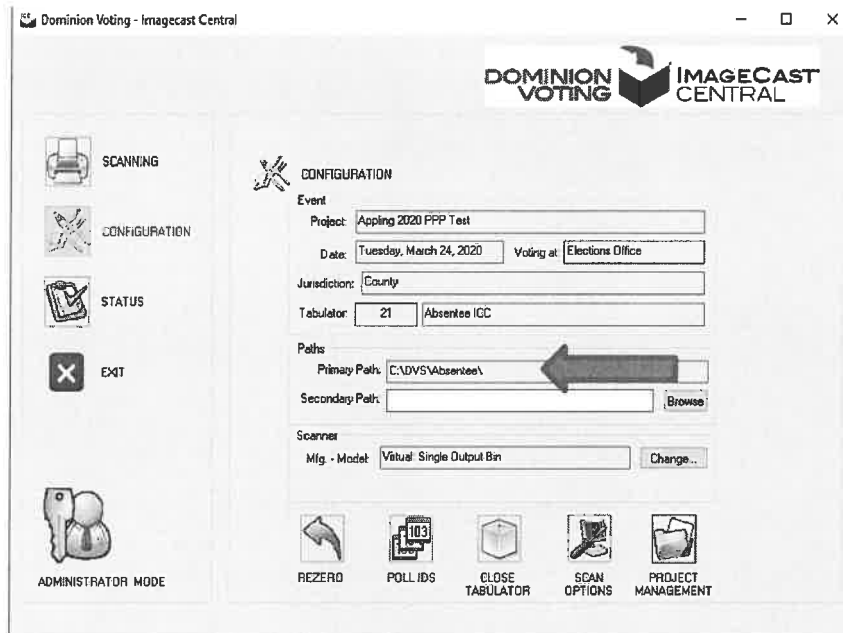 Dominion Voting - Imagecast Central
DOMINION VOTING IMAGECAST CENTRAL
SCANNING
CONFIGURATION
STATUS
EXIT
ADMINISTRATOR MODE
CONFIGURATION
Event
Project: Appling 2020 PPP Test
Date: Tuesday, March 24, 2020 Voting at: Elections Office
Jurisdiction: County
Tabulator: 21 Absentee ICC
Paths
Primary Path: C:\DVS\Absentee\
Secondary Path: Browse
Scanner
Mfg. - Model: Virtual: Single Output Bin Change...
REZERO
POLL IDS
CLOSE TABULATOR
SCAN OPTIONS
PROJECT MANAGEMENT
103